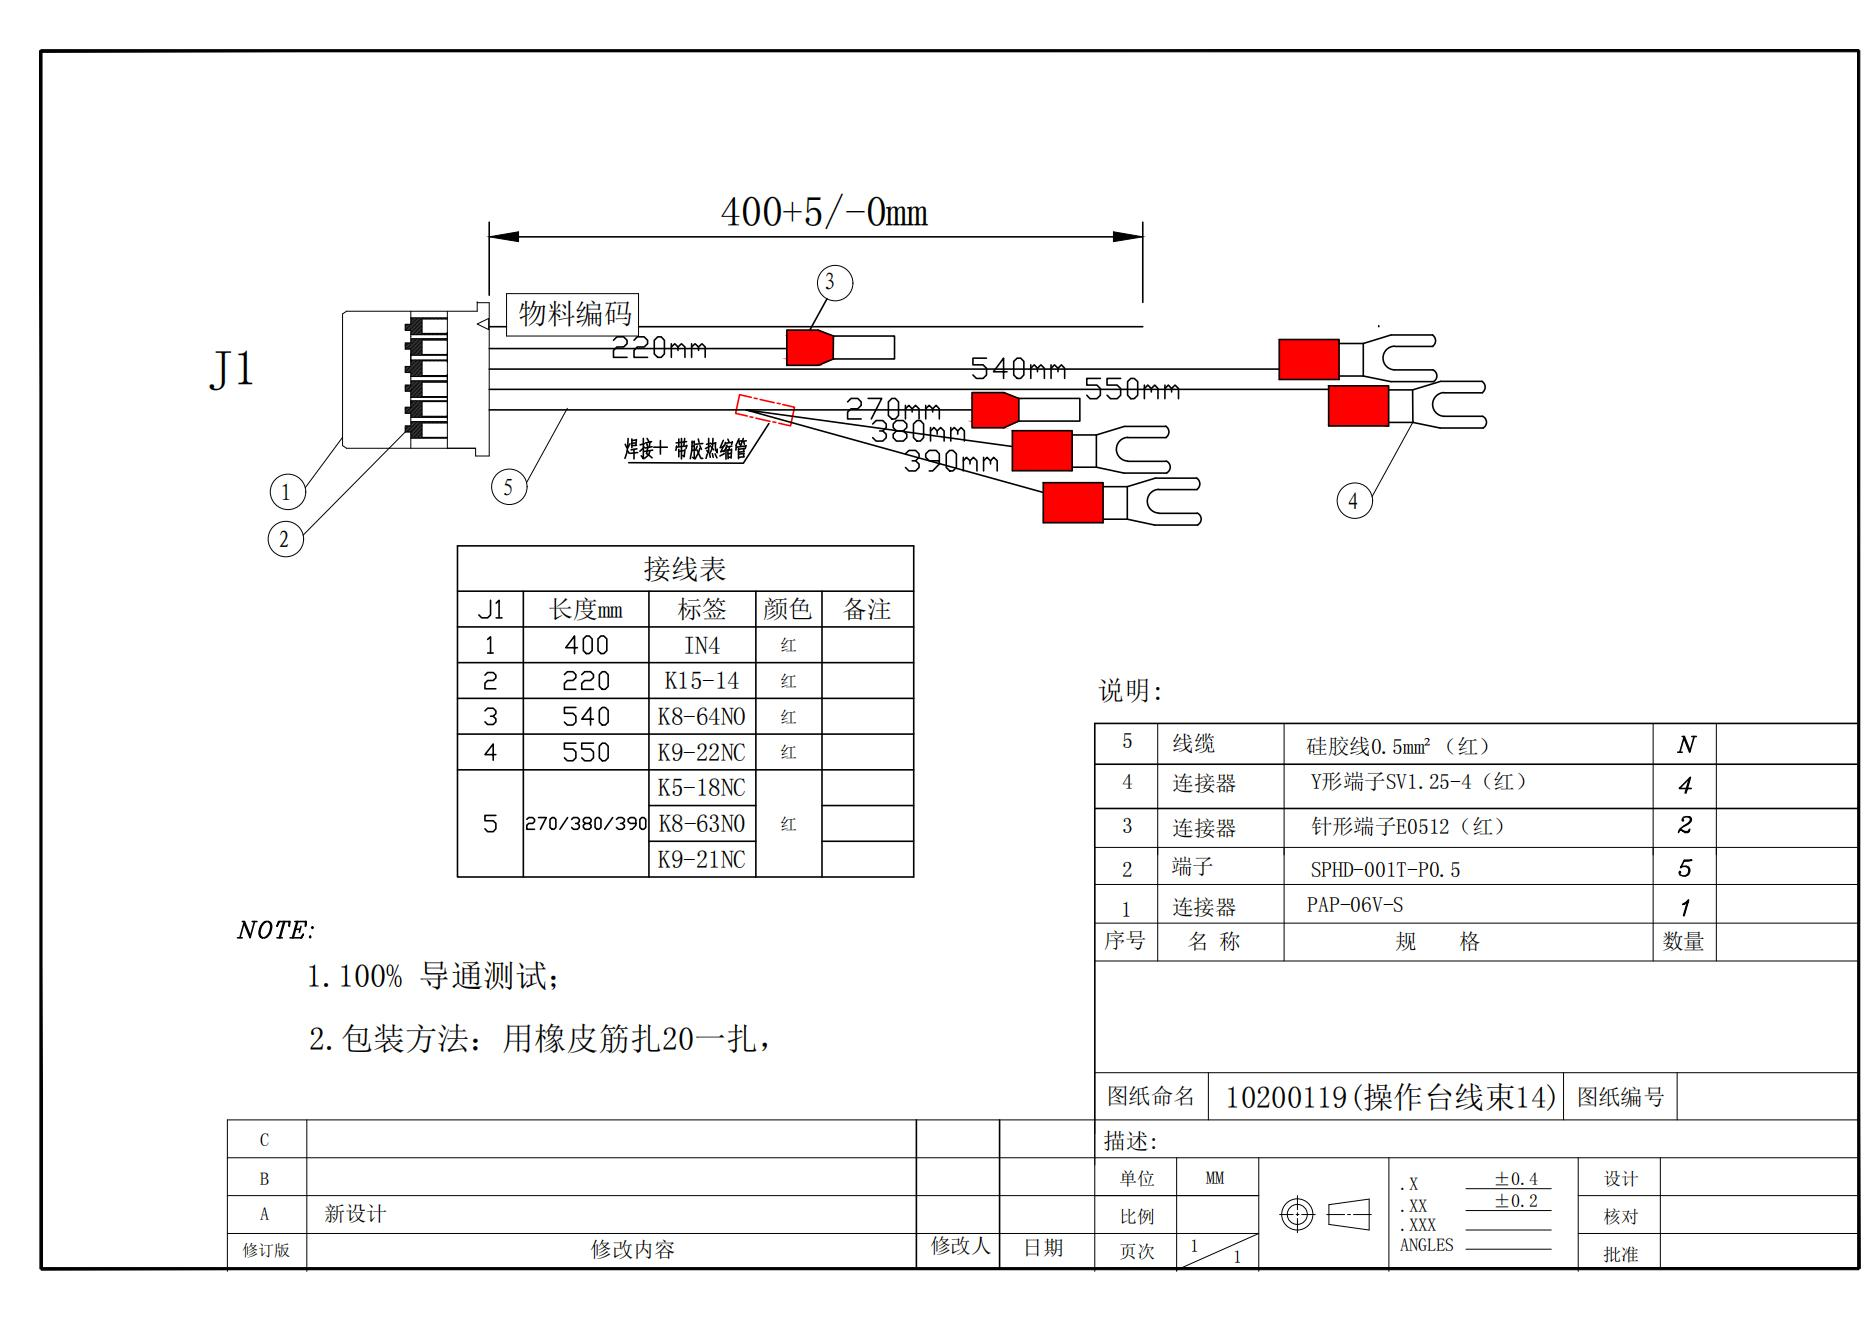 400+5/-0mm
3
物料编码
220mm
J1
540mm
550mm
270mm
380mm
焊接+ 带胶热缩管
390mm
1
5
4
2
接线表
J1 长度mm 标签 颜色 备注
1 400 IN4 红
2 220 K15-14 红
3 540 K8-64NO 红
4 550 K9-22NC 红
5 270/380/390 K5-18NC 红
K8-63NO
K9-21NC
说明:
5 线缆 硅胶线0.5mm²（红） N
4 连接器 Y形端子SV1.25-4（红） 4
3 连接器 针形端子E0512（红） 2
2 端子 SPHD-001T-P0.5 5
1 连接器 PAP-06V-S 1
序号 名 称 规 格 数量
NOTE:
1.100% 导通测试;
2.包装方法: 用橡皮筋扎20一扎,
图纸命名 10200119(操作台线束14) 图纸编号
C 描述:
B 单位 MM .X ±0.4 设计
.XX ±0.2
A 新设计 比例 .XXX 核对
修订版 修改内容 修改人 日期 页次 1/1 ANGLES 批准